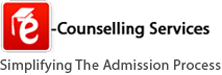 e-Counselling Services
Simplifying The Admission Process